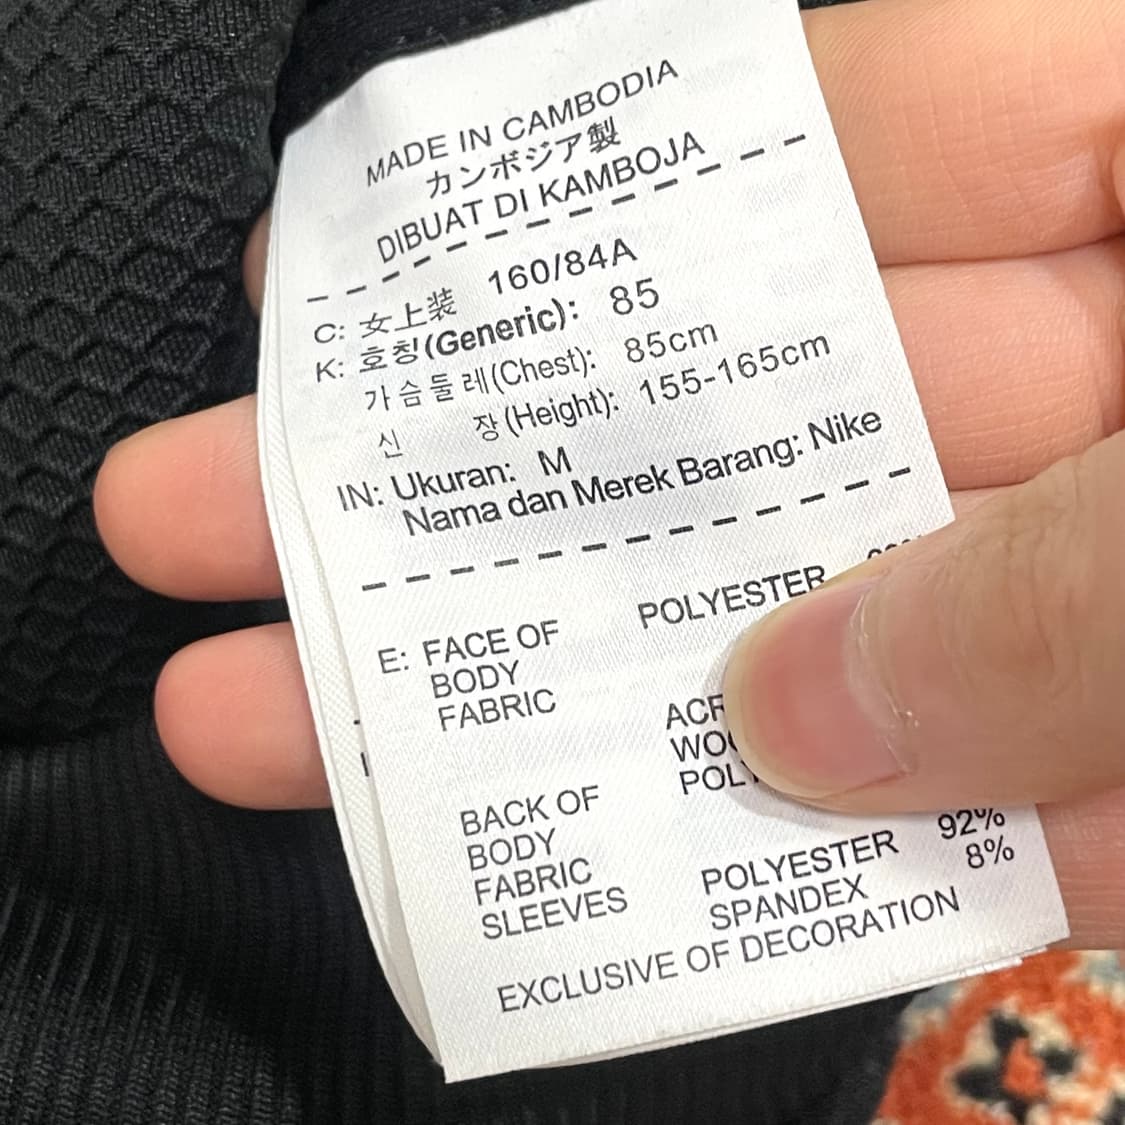 MADE IN CAMBODIA
カンボジア製
DIBUAT DI KAMBOJA
C: 女上装 160/84A
K: 호칭(Generic): 85
가슴둘레(Chest): 85cm
신 장(Height): 155-165cm
IN: Ukuran: M
Nama dan Merek Barang: Nike
E: FACE OF POLYESTER
BODY
FABRIC
BACK OF
BODY
FABRIC
SLEEVES POLYESTER 92%
SPANDEX 8%
EXCLUSIVE OF DECORATION